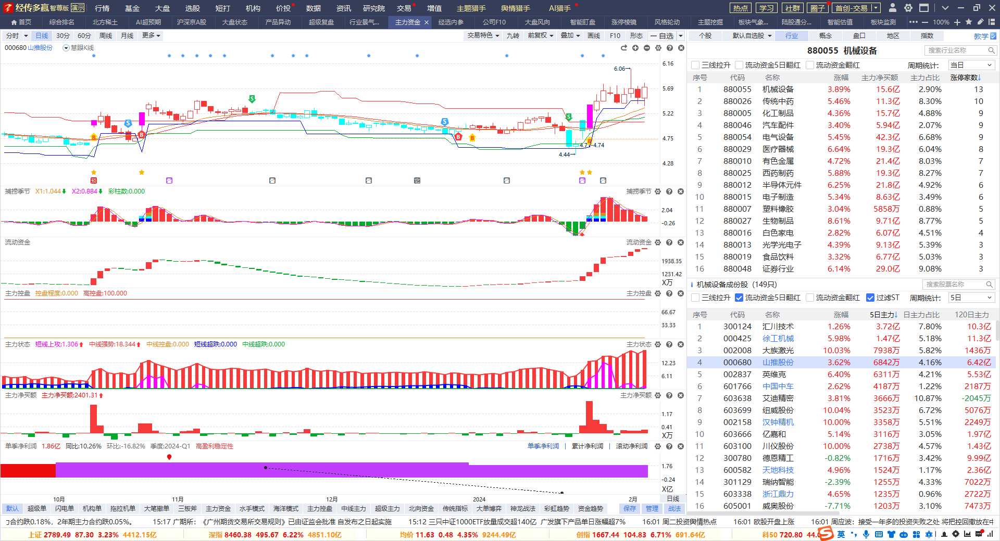 经传多赢 智尊版 演示 行情 基金 大盘 选股 短打 机构 价投 数据 资讯 研究院 交易 增值 主题猎手 舆情猎手 AI猎手 热点 学习 社群 圈子 首创-交易
首页 综合排名 北方稀土 AI超预期 沪深京A股 大盘状态 产品异动 超级复盘 行业景气... 主力资金 经选内参 公司F10 大盘风向 智能盯盘 涨停棱镜 风格轮动 主题挖掘 板块气象... 陆股通分... 智能估值 板块监测 100%
分时 日线 30分 60分 周线 月线 更多 交易特色 九转 前复权 叠加 画线 F10 形态 自选 个股 默认自选股 行业 概念 盘口 地区 指数 教学
000680 山推股份 慧眼K线
6.16
5.69
5.22
4.75
4.28
6.06
4.44
4.74
S
S
S
S
B
B
B
B
B
预
捕捞季节 X1:1.044 X2:0.884 彩柱数:0.000 捕捞季节
2.04
-0.26
流动资金 流动资金
1938.35
1231.42
X万
主力控盘 控盘程度:0.000 高控盘:100.000 主力控盘
66.67
33.33
主力状态 短线上攻:1.306 中线强势:18.344 中线控盘:0.000 短线超跌:0.000 中线超跌:0.000 主力状态
12.23
6.11
主力净买额 主力净买额:2401.31 主力净买额
1.17
0.41
X万
单季净利润 1.86亿 同比:10.26% 环比:-16.82% 季度:2024-Q1 高盈利稳定性 单季净利润 累计净利润 滚动净利润
1.76
-0.24
X亿
10月 11月 12月 2024 2月 日线
默认 超级单 闪电单 机构单 拖拉机单 大笔撤单 三板斧 主力资金 水手模式 海洋模式 主力控盘 中线主力 超级主力 北向资金 传统指标 大单博弈 神龙战法 彩虹趋势 资金趋势 保存 管理 战法
880055 机械设备 搜索行业名称
三线拉升 流动资金5日翻红 流动资金翻红 周期统计: 当日
序号 代码 名称 涨幅 主力净买额 主力占比 涨停家数↓
1 880055 机械设备 3.89% 15.6亿 2.90% 13
2 880026 传统中药 5.46% 11.3亿 8.30% 10
3 880005 化工制品 4.36% 15.7亿 4.88% 9
4 880046 汽车配件 3.40% 5.94亿 2.07% 9
5 880054 电气设备 5.45% 42.3亿 6.68% 9
6 880029 医疗器械 6.64% 19.3亿 6.04% 8
7 880010 有色金属 4.72% 21.4亿 8.03% 7
8 880025 西药制药 5.88% 19.3亿 8.27% 7
9 880012 半导体元件 6.25% 21.8亿 4.92% 6
10 880015 电子制造 5.34% 8.63亿 3.49% 6
11 880007 塑料橡胶 3.04% 5858万 0.88% 5
12 880027 生物制品 8.61% 9.71亿 8.77% 5
13 880016 白色家电 2.82% 6.07亿 4.51% 4
14 880013 光学光电子 4.39% 9.13亿 5.39% 3
15 880019 食品饮料 3.32% 6.77亿 5.03% 3
16 880048 证券行业 6.14% 29.0亿 9.08% 3
机械设备成份股 (149只) 搜索股票名称
三线拉升 流动资金5日翻红 流动资金翻红 过滤ST 周期统计: 5日
序号 代码 名称 涨幅 5日主力↓ 日主力占比 120日主力
1 300124 汇川技术 1.26% 3.72亿 7.80% 10.3亿
2 000425 徐工机械 5.98% 1.47亿 5.18% 11.3亿
3 002008 大族激光 10.03% 7938万 5.82% 1436万
4 000680 山推股份 3.62% 6842万 4.16% 6.42亿
5 002837 英维克 6.40% 6311万 4.21% 5.53亿
6 601766 中国中车 2.62% 4187万 1.22% 2187万
7 603638 艾迪精密 3.81% 3666万 10.87% -2045万
8 603699 纽威股份 10.04% 3523万 6.72% 5076万
9 002158 汉钟精机 10.00% 3358万 5.51% 2249万
10 603666 亿嘉和 5.14% 3116万 3.05% 1.97亿
11 603100 川仪股份 10.00% 2738万 4.57% 1.43亿
12 300780 德恩精工 -0.82% 1716万 3.42% 9.99亿
13 600582 天地科技 4.96% 1524万 1.17% 2.36亿
14 301129 瑞纳智能 -2.39% 1255万 4.33% 7022万
15 603338 浙江鼎力 4.65% 1235万 0.96% 2722万
16 605001 威奥股份 -7.71% 1203万 3.10% 7473万
合约跌0.18%，2年期主力合约跌0.05%。 15:17 广期所：《广州期货交易所交易规则》已由证监会批准 自发布之日起实施 15:12 三只中证1000ETF放量成交超140亿 广发旗下产品单日涨幅超7% 16:01 周二投资舆情热点 16:01 欧股开盘上涨 16:01 周应波：接受一年多的投资失败之处 将把控回撤放在中
上证 2789.49 87.30 3.23% 4412.15亿 深指 8460.38 495.67 6.22% 4851.10亿 均价 11.63 0.48 4.35% 9244.49亿 创指 1667.44 104.83 6.71% 691.64亿 科50 720.80 44.0 英